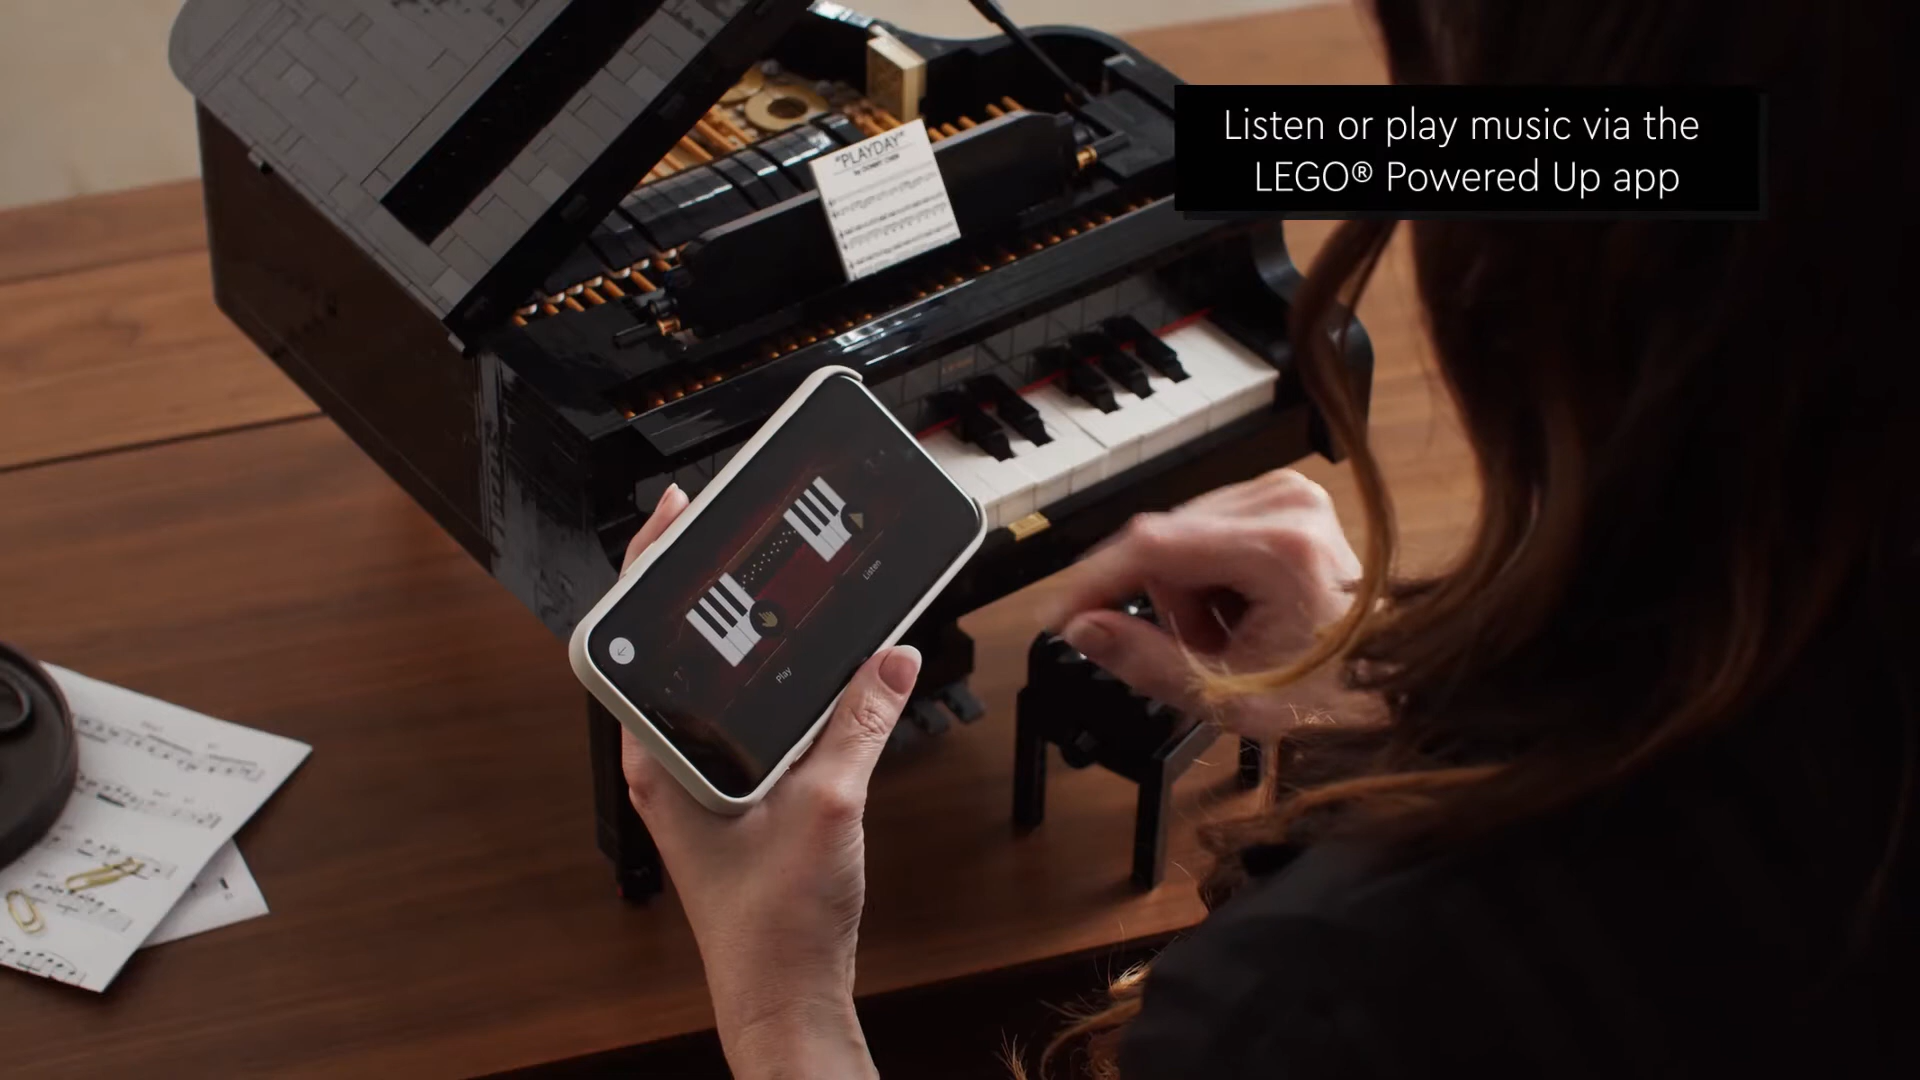 Listen or play music via the
LEGO® Powered Up app
"PLAYDAY"
Listen
Play